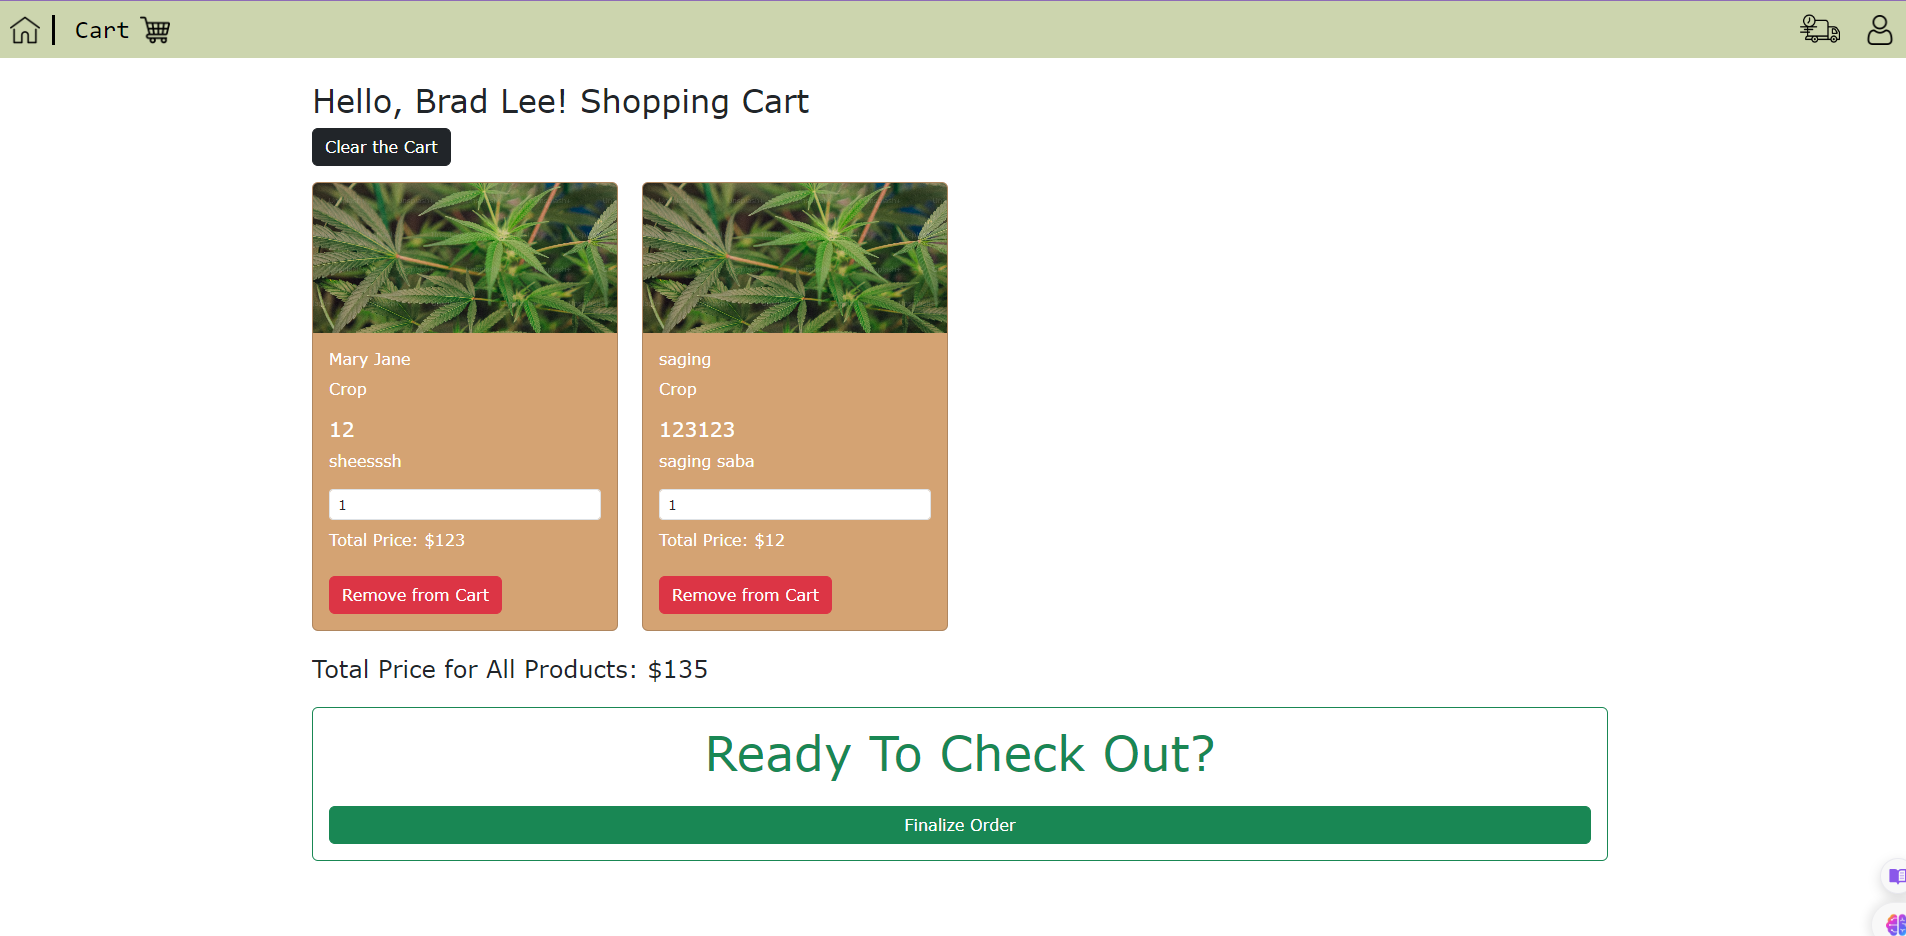 Cart
Hello, Brad Lee! Shopping Cart
Clear the Cart
Mary Jane
Crop
12
sheesssh
1
Total Price: $123
Remove from Cart
saging
Crop
123123
saging saba
1
Total Price: $12
Remove from Cart
Total Price for All Products: $135
Ready To Check Out?
Finalize Order